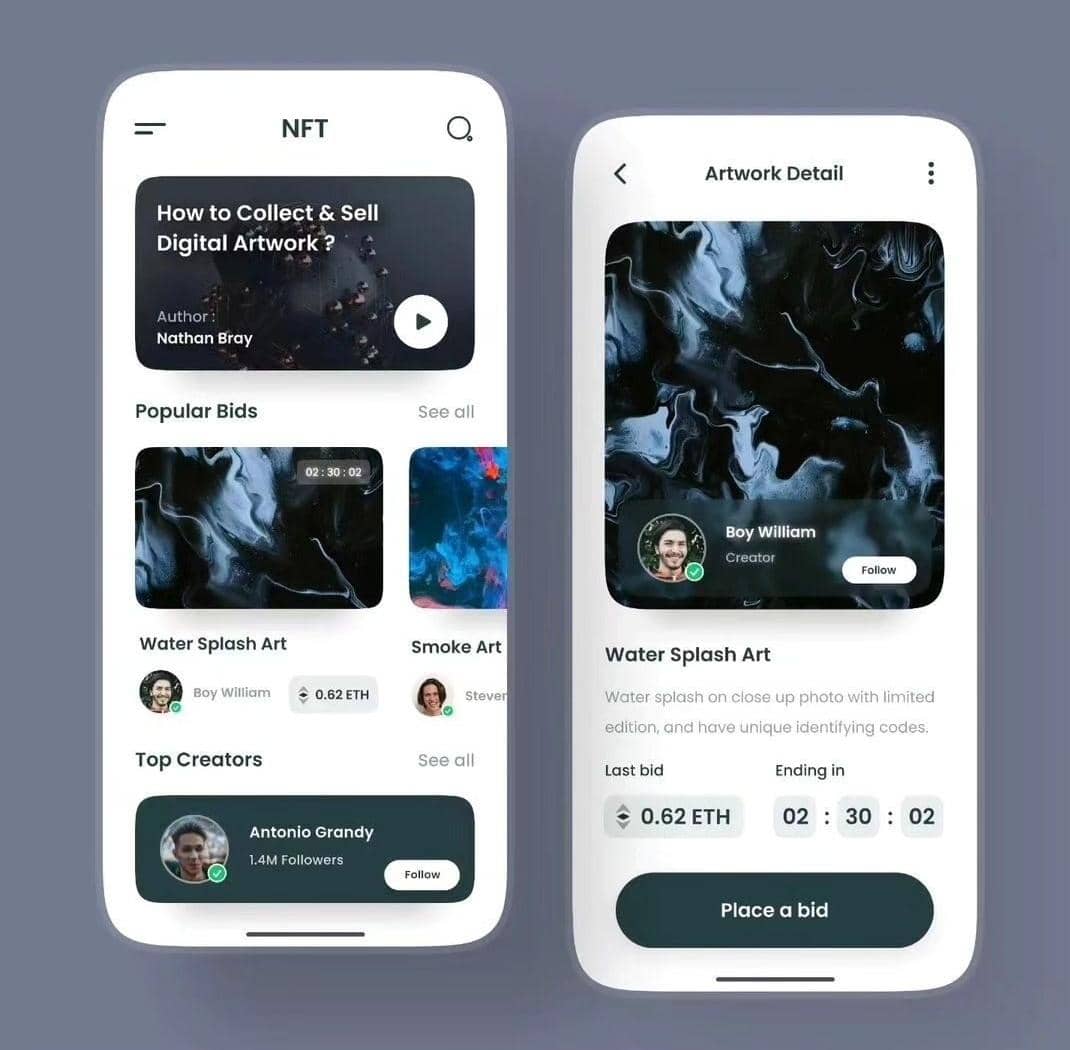 NFT
How to Collect & Sell
Digital Artwork ?
Author :
Nathan Bray
Popular Bids
See all
02 : 30 : 02
Water Splash Art
Boy William
0.62 ETH
Smoke Art
Steven
Top Creators
See all
Antonio Grandy
1.4M Followers
Follow
Artwork Detail
Boy William
Creator
Follow
Water Splash Art
Water splash on close up photo with limited
edition, and have unique identifying codes.
Last bid
Ending in
0.62 ETH
02 : 30 : 02
Place a bid